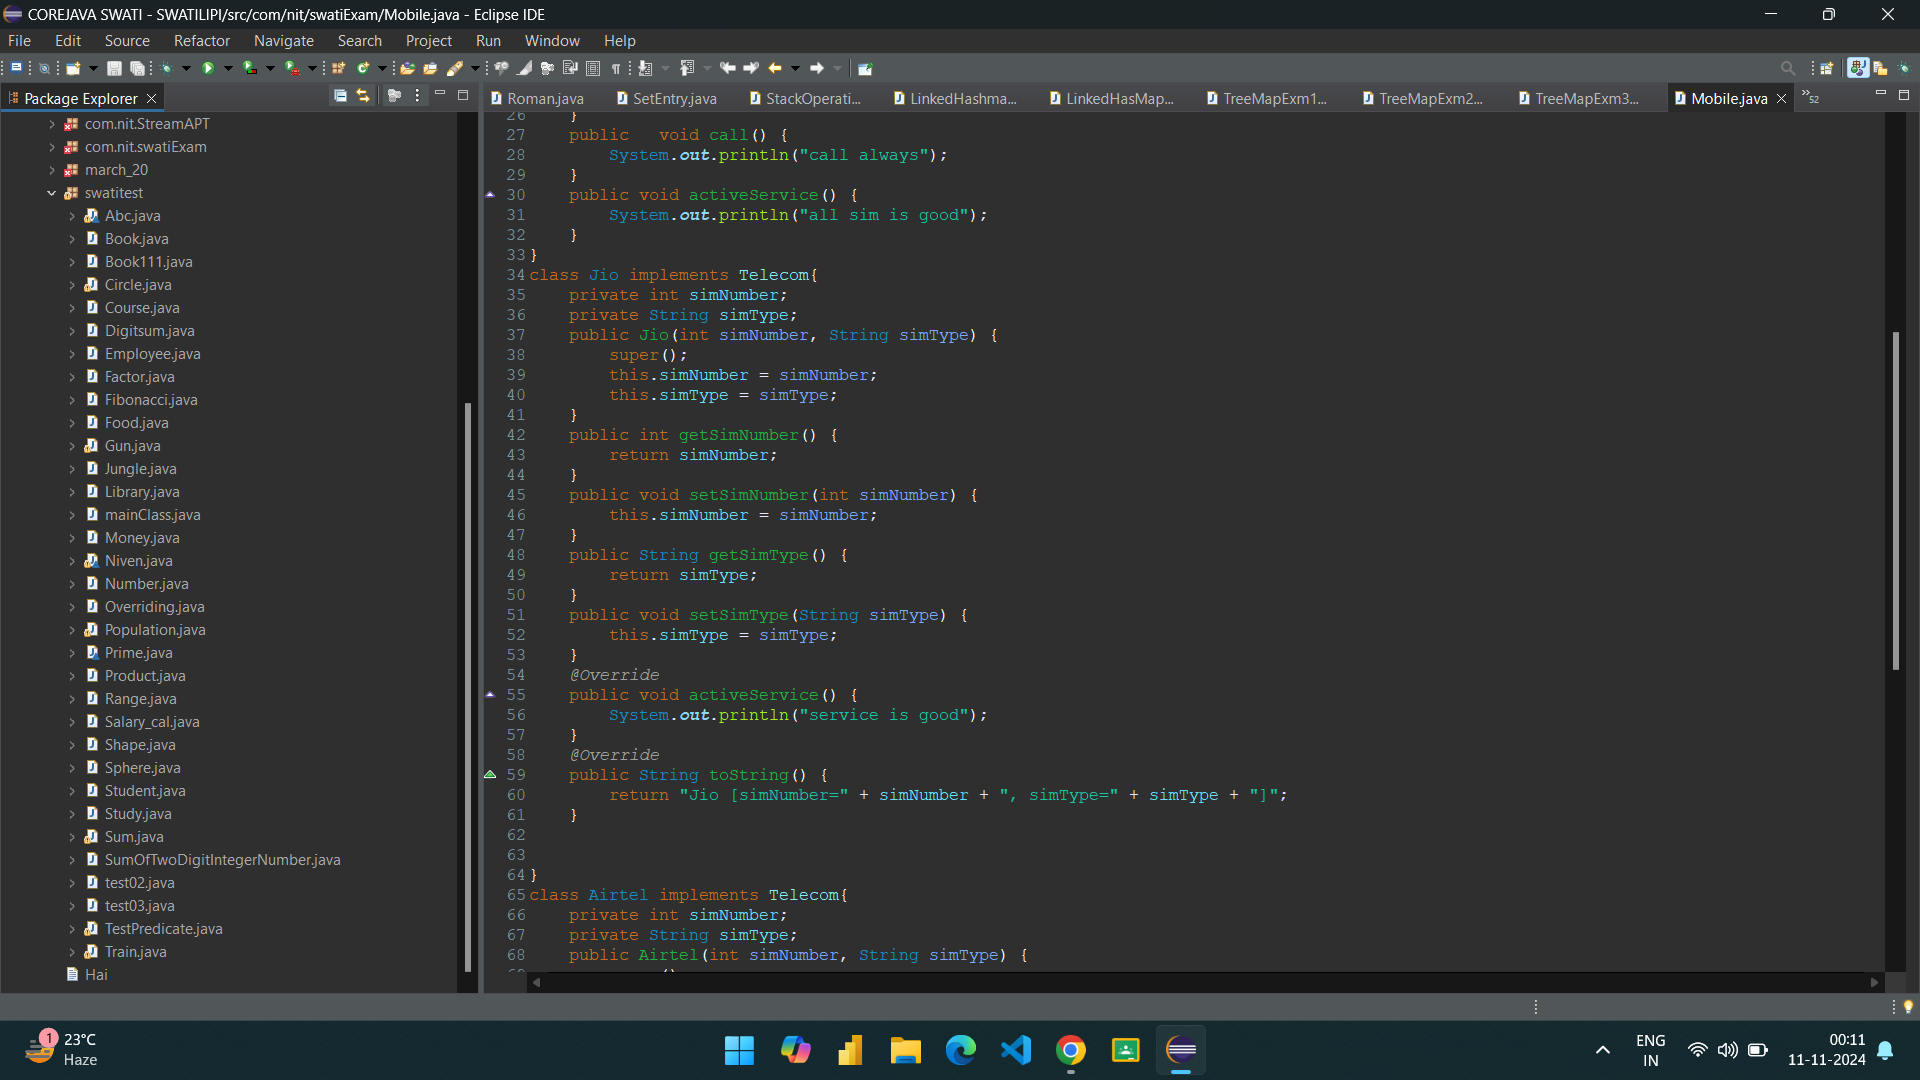 COREJAVA SWATI - SWATILIPI/src/com/nit/swatiExam/Mobile.java - Eclipse IDE
File Edit Source Refactor Navigate Search Project Run Window Help
Package Explorer
com.nit.StreamAPT
com.nit.swatiExam
march_20
swatitest
Abc.java
Book.java
Book111.java
Circle.java
Course.java
Digitsum.java
Employee.java
Factor.java
Fibonacci.java
Food.java
Gun.java
Jungle.java
Library.java
mainClass.java
Money.java
Niven.java
Number.java
Overriding.java
Population.java
Prime.java
Product.java
Range.java
Salary_cal.java
Shape.java
Sphere.java
Student.java
Study.java
Sum.java
SumOfTwoDigitIntegerNumber.java
test02.java
test03.java
TestPredicate.java
Train.java
Hai
Roman.java SetEntry.java StackOperati... LinkedHashma... LinkedHasMap... TreeMapExm1... TreeMapExm2... TreeMapExm3... Mobile.java 52
26 }
27 public void call() {
28 System.out.println("call always");
29 }
30 public void activeService() {
31 System.out.println("all sim is good");
32 }
33 }
34 class Jio implements Telecom{
35 private int simNumber;
36 private String simType;
37 public Jio(int simNumber, String simType) {
38 super();
39 this.simNumber = simNumber;
40 this.simType = simType;
41 }
42 public int getSimNumber() {
43 return simNumber;
44 }
45 public void setSimNumber(int simNumber) {
46 this.simNumber = simNumber;
47 }
48 public String getSimType() {
49 return simType;
50 }
51 public void setSimType(String simType) {
52 this.simType = simType;
53 }
54 @Override
55 public void activeService() {
56 System.out.println("service is good");
57 }
58 @Override
59 public String toString() {
60 return "Jio [simNumber=" + simNumber + ", simType=" + simType + "]";
61 }
62
63
64 }
65 class Airtel implements Telecom{
66 private int simNumber;
67 private String simType;
68 public Airtel(int simNumber, String simType) {
1
23°C
Haze
ENG
IN
00:11
11-11-2024